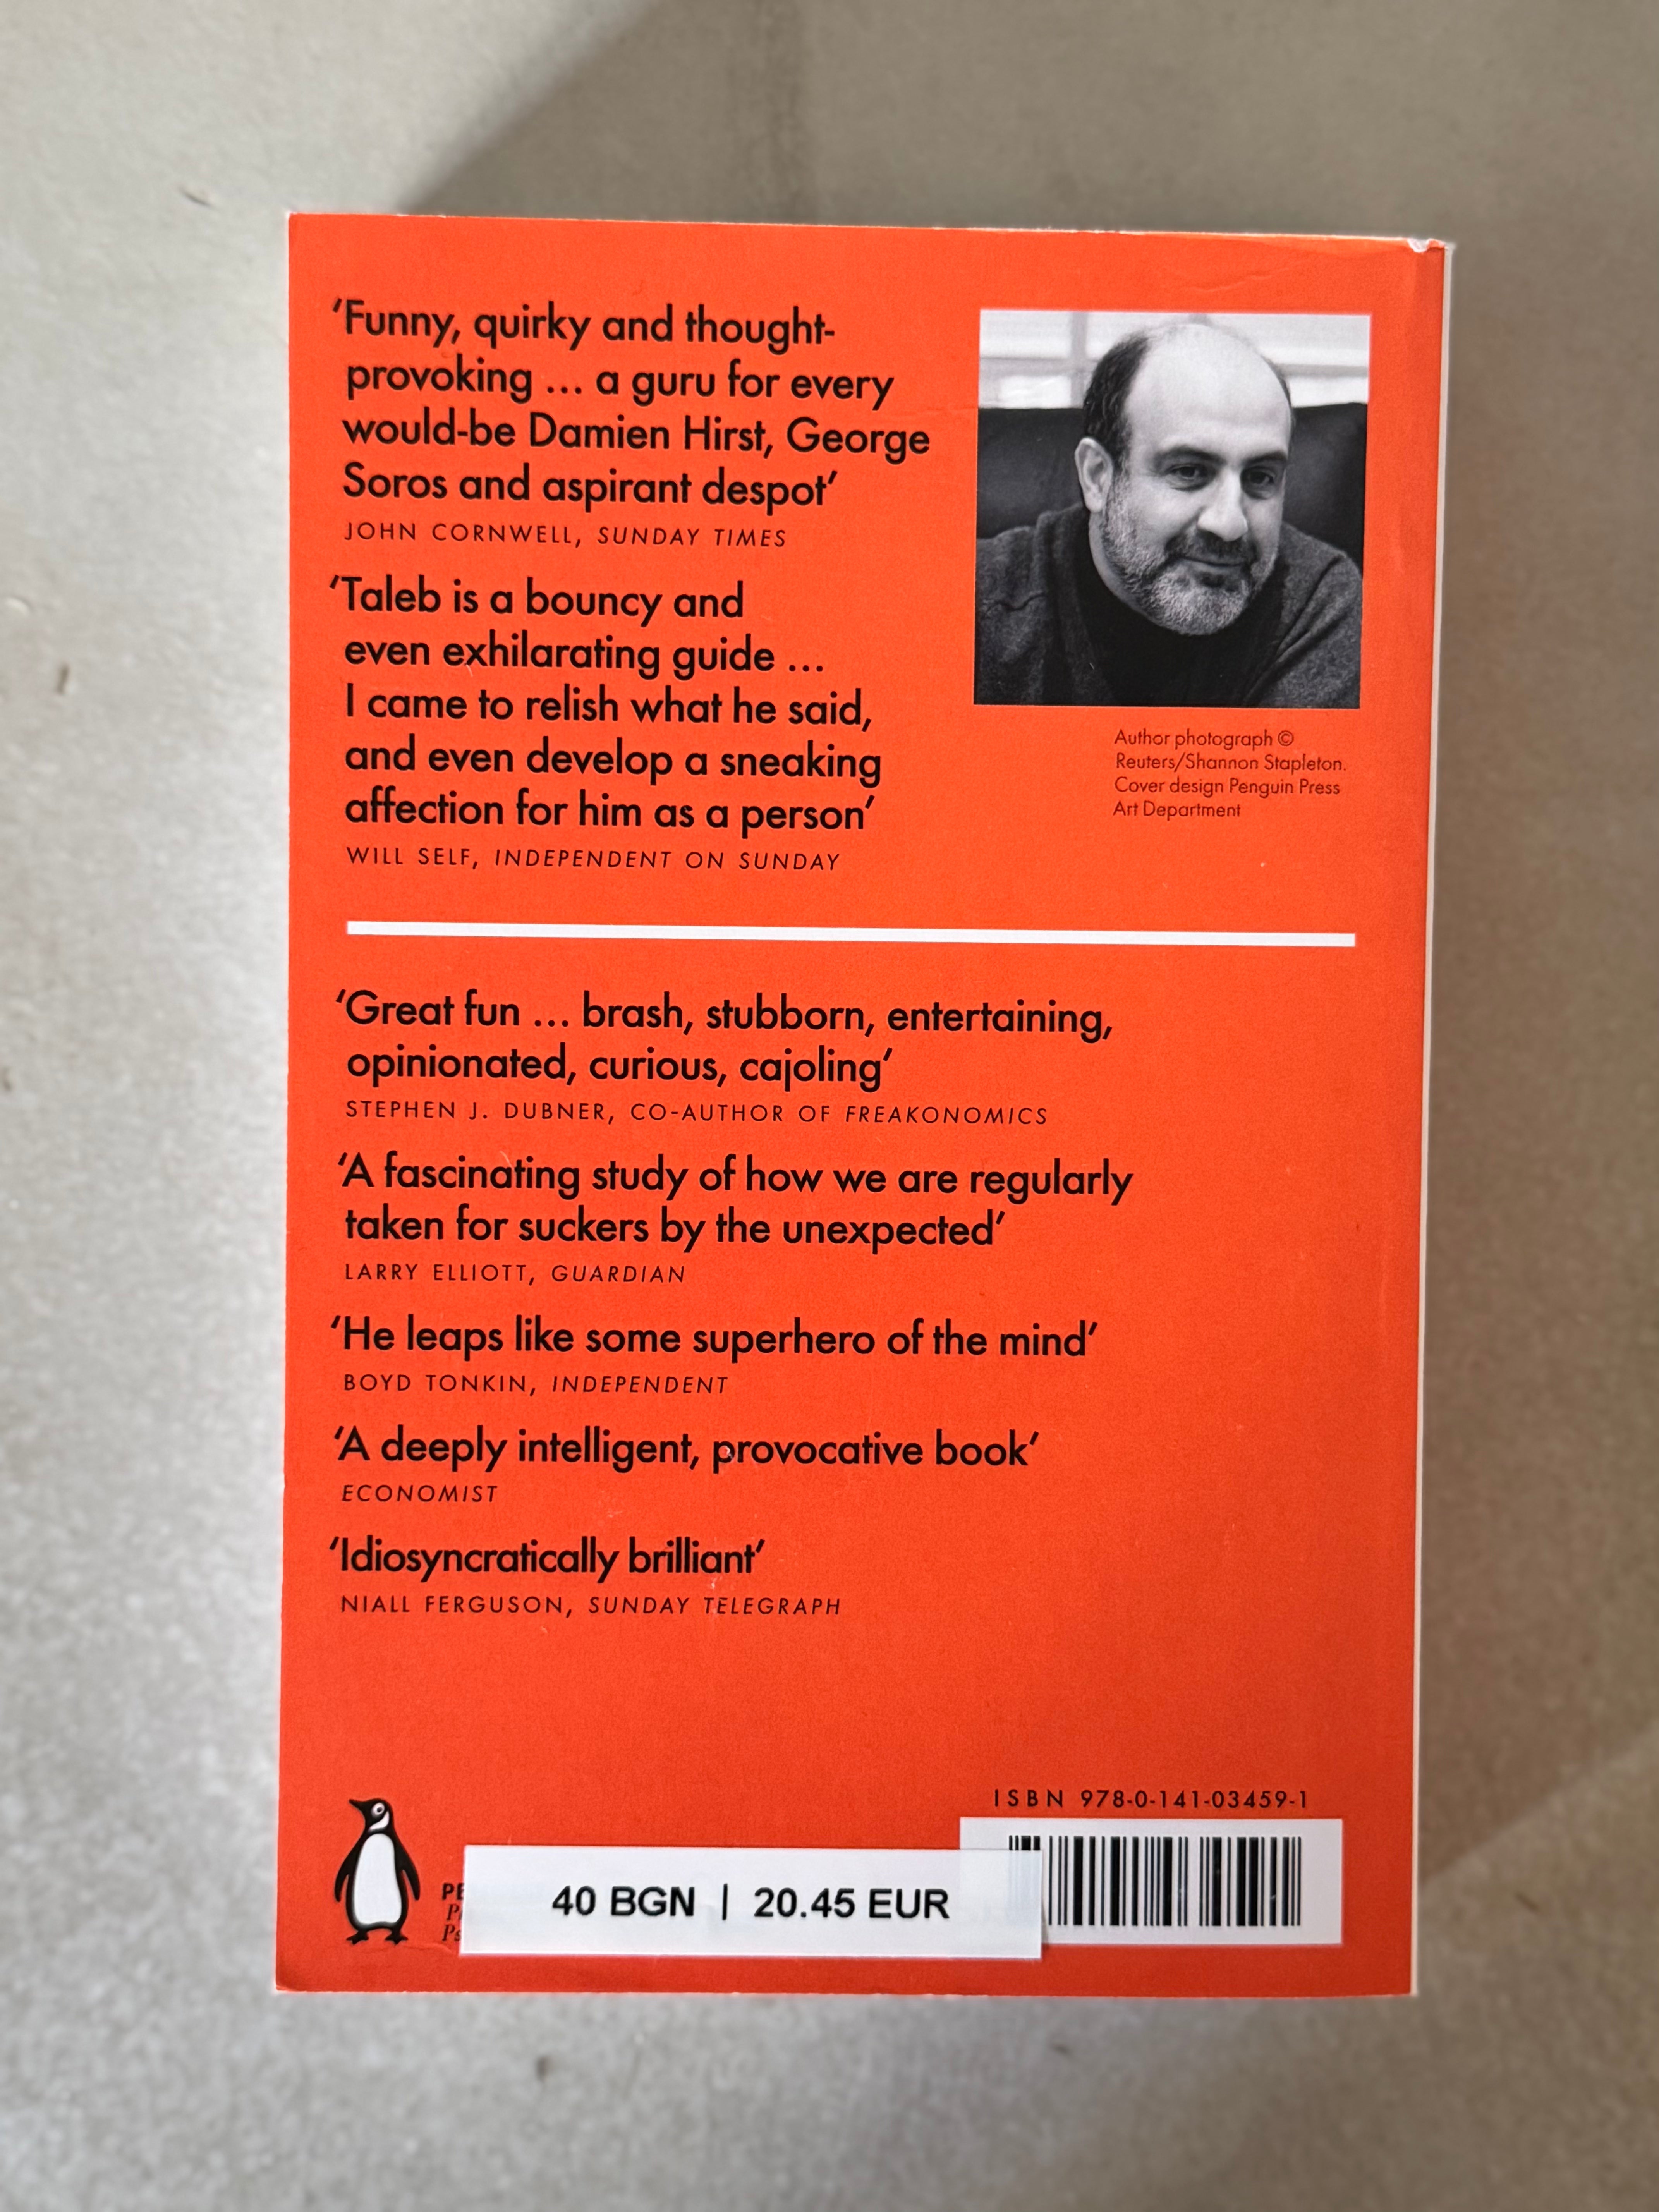 ‘Funny, quirky and thought-
provoking ... a guru for every
would-be Damien Hirst, George
Soros and aspirant despot’
JOHN CORNWELL, SUNDAY TIMES
‘Taleb is a bouncy and
even exhilarating guide ...
I came to relish what he said,
and even develop a sneaking
affection for him as a person’
WILL SELF, INDEPENDENT ON SUNDAY
Author photograph ©
Reuters/Shannon Stapleton.
Cover design Penguin Press
Art Department
‘Great fun ... brash, stubborn, entertaining,
opinionated, curious, cajoling’
STEPHEN J. DUBNER, CO-AUTHOR OF FREAKONOMICS
‘A fascinating study of how we are regularly
taken for suckers by the unexpected’
LARRY ELLIOTT, GUARDIAN
‘He leaps like some superhero of the mind’
BOYD TONKIN, INDEPENDENT
‘A deeply intelligent, provocative book’
ECONOMIST
‘Idiosyncratically brilliant’
NIALL FERGUSON, SUNDAY TELEGRAPH
ISBN 978-0-141-03459-1
40 BGN | 20.45 EUR